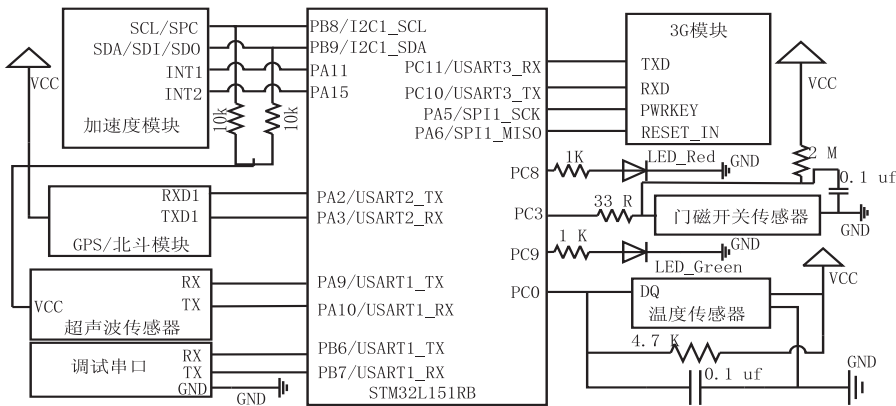 SCL/SPC
SDA/SDI/SDO
INT1
INT2
加速度模块
VCC
10k
10k
RXD1
TXD1
GPS/北斗模块
RX
TX
VCC
超声波传感器
RX
TX
GND
调试串口
GND
PB8/I2C1_SCL
PB9/I2C1_SDA
PA11
PA15
PC11/USART3_RX
PC10/USART3_TX
PA5/SPI1_SCK
PA6/SPI1_MISO
PC8
PA2/USART2_TX
PA3/USART2_RX
PC3
PC9
PA9/USART1_TX
PC0
PA10/USART1_RX
PB6/USART1_TX
PB7/USART1_RX
STM32L151RB
3G模块
TXD
RXD
PWRKEY
RESET_IN
VCC
1K
LED_Red
GND
2 M
0.1 uf
33 R
门磁开关传感器
GND
1 K
GND
LED_Green
VCC
DQ
温度传感器
4.7 K
0.1 uf
GND